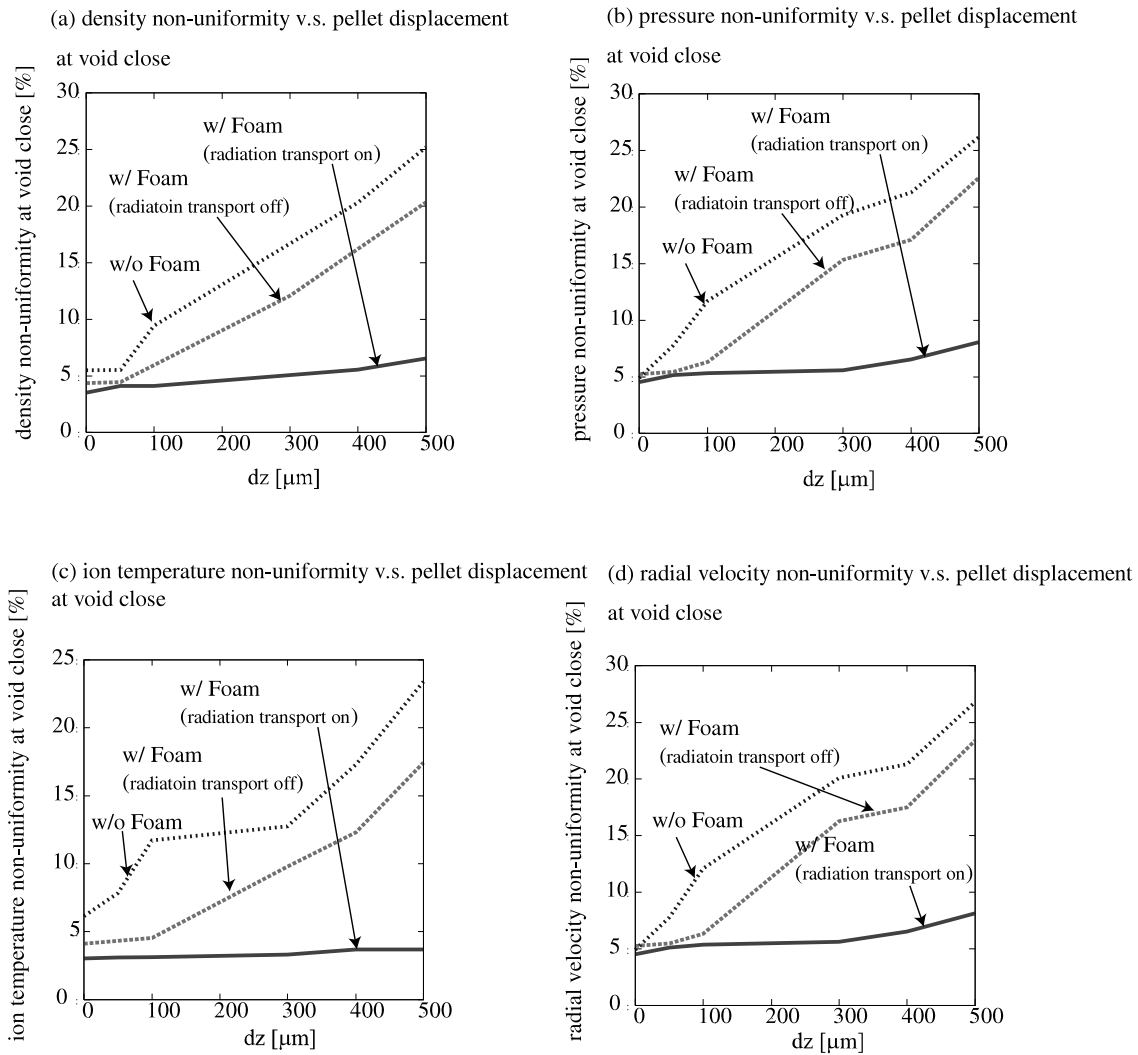 (a) density non-uniformity v.s. pellet displacement
at void close
density non-uniformity at void close [%]
30
25
20
15
10
5
0
w/ Foam
(radiation transport on)
w/ Foam
(radiatoin transport off)
w/o Foam
0 100 200 300 400 500
dz [μm]
(b) pressure non-uniformity v.s. pellet displacement
at void close
pressure non-uniformity at void close [%]
30
25
20
15
10
5
0
w/ Foam
(radiation transport on)
w/ Foam
(radiatoin transport off)
w/o Foam
0 100 200 300 400 500
dz [μm]
(c) ion temperature non-uniformity v.s. pellet displacement
at void close
ion temperature non-uniformity at void close [%]
25
20
15
10
5
0
w/ Foam
(radiation transport on)
w/ Foam
(radiatoin transport off)
w/o Foam
0 100 200 300 400 500
dz [μm]
(d) radial velocity non-uniformity v.s. pellet displacement
at void close
radial velocity non-uniformity at void close [%]
30
25
20
15
10
5
0
w/ Foam
(radiatoin transport off)
w/o Foam
w/ Foam
(radiation transport on)
0 100 200 300 400 500
dz [μm]